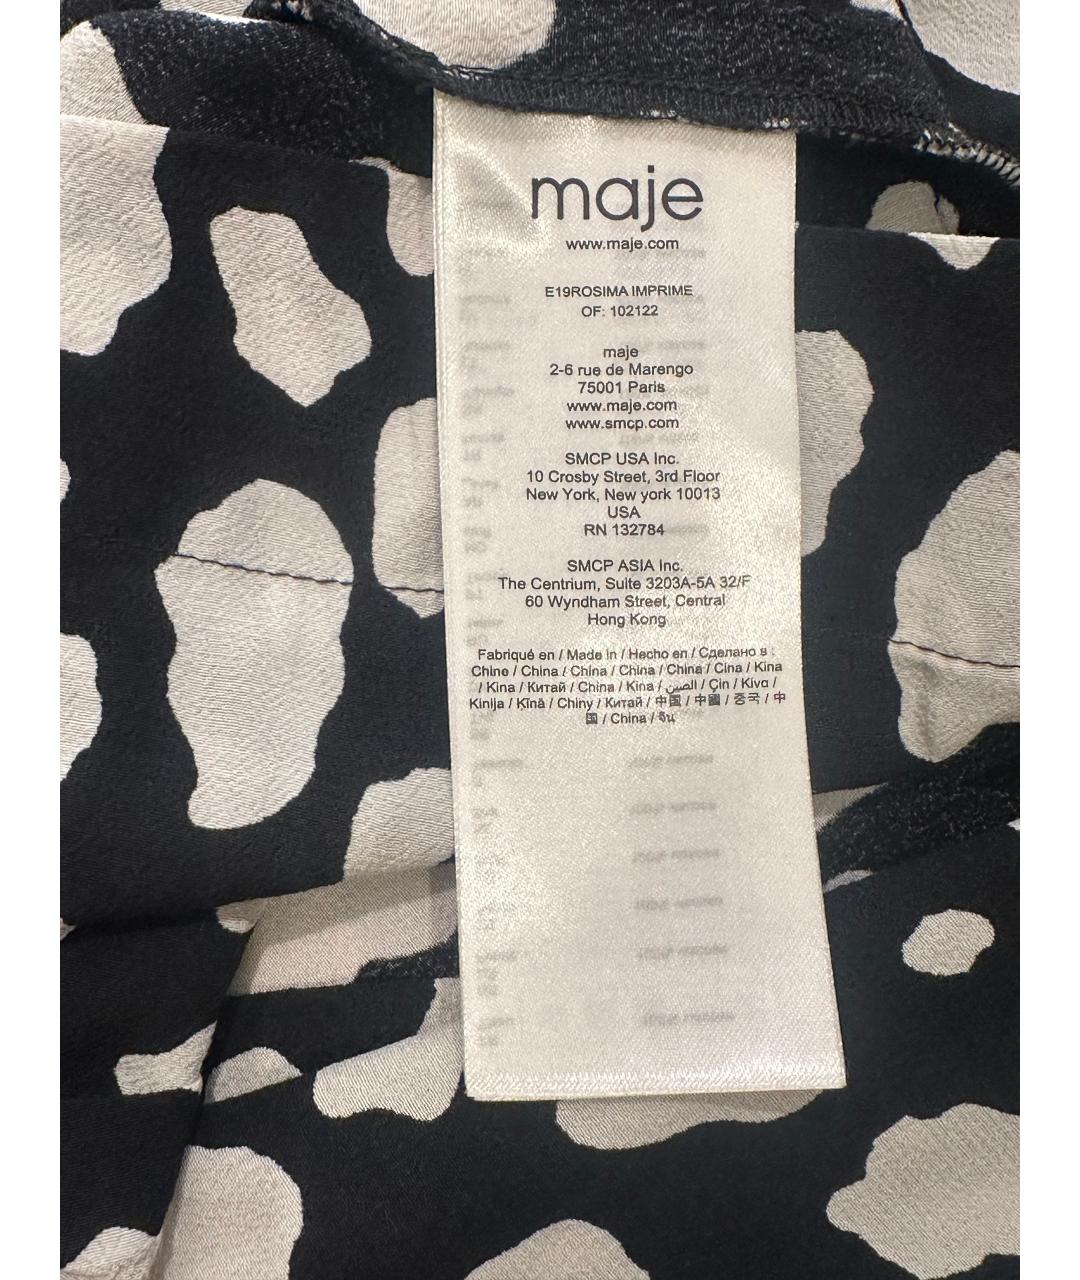 maje
www.maje.com
E19ROSIMA IMPRIME
OF: 102122
maje
2-6 rue de Marengo
75001 Paris
www.maje.com
www.smcp.com
SMCP USA Inc.
10 Crosby Street, 3rd Floor
New York, New york 10013
USA
RN 132784
SMCP ASIA Inc.
The Centrium, Suite 3203A-5A 32/F
60 Wyndham Street, Central
Hong Kong
Fabriqué en / Made in / Hecho en / Сделано в :
Chine / China / China / China / China / Cina / Kina
/ Kina / Китай / China / Kina / الصين / Çin / Kίνα /
Kinija / Ķīnā / Chiny / Китай / 中国 / 中國 / 중국 / 中
国 / China / จีน